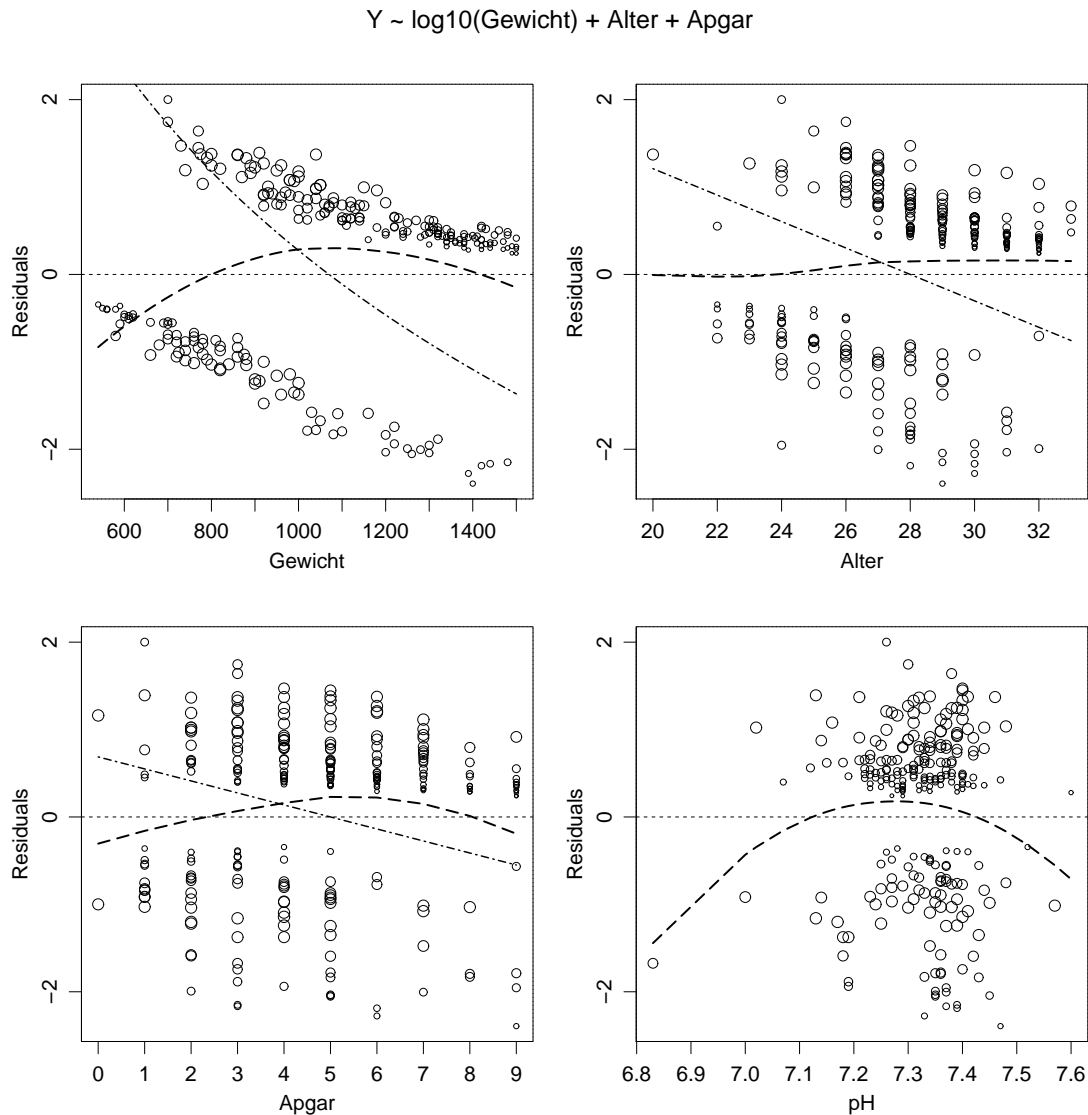 Y ~ log10(Gewicht) + Alter + Apgar
Residuals
2
0
-2
600 800 1000 1200 1400
Gewicht
Residuals
2
0
-2
20 22 24 26 28 30 32
Alter
Residuals
2
0
-2
0 1 2 3 4 5 6 7 8 9
Apgar
Residuals
2
0
-2
6.8 6.9 7.0 7.1 7.2 7.3 7.4 7.5 7.6
pH